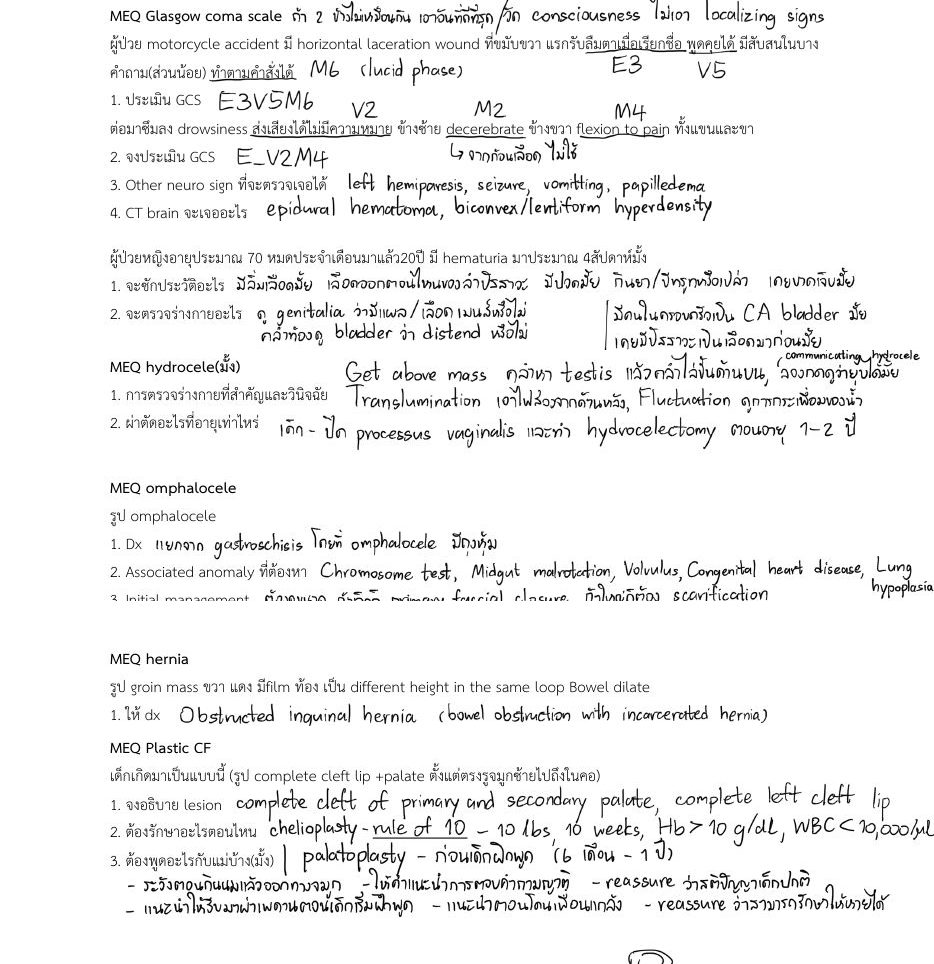 MEQ Glasgow coma scale ถ้า 2 ข้างไม่เหมือนกัน เอาอันที่ดีที่สุด / วัด consciousness ไม่เอา localizing signs
ผู้ป่วย motorcycle accident มี horizontal laceration wound ที่ขมับขวา แรกรับลืมตาเมื่อเรียกชื่อ พูดคุยได้ มีสับสนในบาง
E3 V5
คำถาม(ส่วนน้อย) ทำตามคำสั่งได้ M6 (lucid phase)
1. ประเมิน GCS E3V5M6
V2 M2 M4
ต่อมาซึมลง drowsiness ส่งเสียงได้ไม่มีความหมาย ข้างซ้าย decerebrate ข้างขวา flexion to pain ทั้งแขนและขา
2. จงประเมิน GCS E_V2M4 ↳ จากก้อนเลือด ไม่ใช้
3. Other neuro sign ที่จะตรวจเจอได้ left hemiparesis, seizure, vomitting, papilledema
4. CT brain จะเจออะไร epidural hematoma, biconvex/lentiform hyperdensity
ผู้ป่วยหญิงอายุประมาณ 70 หมดประจำเดือนมาแล้ว20ปี มี hematuria มาประมาณ 4สัปดาห์มั้ง
1. จะซักประวัติอะไร มีลิ่มเลือดมั้ย เลือดออกตอนไหนของลำปัสสาวะ มีปวดมั้ย กินยา/บีทรูทหรือเปล่า เคยบาดเจ็บมั้ย
2. จะตรวจร่างกายอะไร ดู genitalia ว่ามีแผล/เลือดเมนส์หรือไม่ มีคนในครอบครัวเป็น CA bladder มั้ย
คลำท้องดู bladder ว่า distend หรือไม่ เคยมีปัสสาวะเป็นเลือดมาก่อนมั้ย
MEQ hydrocele(มั้ง) Get above mass คลำหา testis แล้วคลำไล่ขึ้นด้านบน, ลองกดดูว่ายุบได้มั้ย (communicating hydrocele
1. การตรวจร่างกายที่สำคัญและวินิจฉัย Translumination เอาไฟส่องจากด้านหลัง, Fluctuation ดูการกระเพื่อมของน้ำ
2. ผ่าตัดอะไรที่อายุเท่าไหร่ เด็ก - ปิด processus vaginalis และทำ hydrocelectomy ตอนอายุ 1-2 ปี
MEQ omphalocele
รูป omphalocele
1. Dx แยกจาก gastroschisis โดยที่ omphalocele มีถุงหุ้ม
2. Associated anomaly ที่ต้องหา Chromosome test, Midgut malrotation, Volvulus, Congenital heart disease, Lung hypoplasia
3. Initial management primary fascial closure, ถ้าใหญ่ก็ต้อง scarification
MEQ hernia
รูป groin mass ขวา แดง มีfilm ท้อง เป็น different height in the same loop Bowel dilate
1. ให้ dx Obstructed inguinal hernia (bowel obstruction with incarcerated hernia)
MEQ Plastic CF
เด็กเกิดมาเป็นแบบนี้ (รูป complete cleft lip +palate ตั้งแต่ตรงรูจมูกซ้ายไปถึงในคอ)
1. จงอธิบาย lesion complete cleft of primary and secondary palate, complete left cleft lip
2. ต้องรักษาอะไรตอนไหน chelioplasty - rule of 10 - 10 lbs, 10 weeks, Hb > 10 g/dL, WBC < 10,000/µl
3. ต้องพูดอะไรกับแม่บ้าง(มั้ง) palatoplasty - ก่อนเด็กฝึกพูด (6 เดือน - 1 ปี)
- ระวังตอนกินนมแล้วออกทางจมูก - ให้คำแนะนำการตอบคำถามญาติ - reassure ว่าสติปัญญาเด็กปกติ
- แนะนำให้รีบมาผ่าเพดานตอนเด็กเริ่มฝึกพูด - แนะนำตอนโดนเพื่อนแกล้ง - reassure ว่าสามารถรักษาให้หายได้